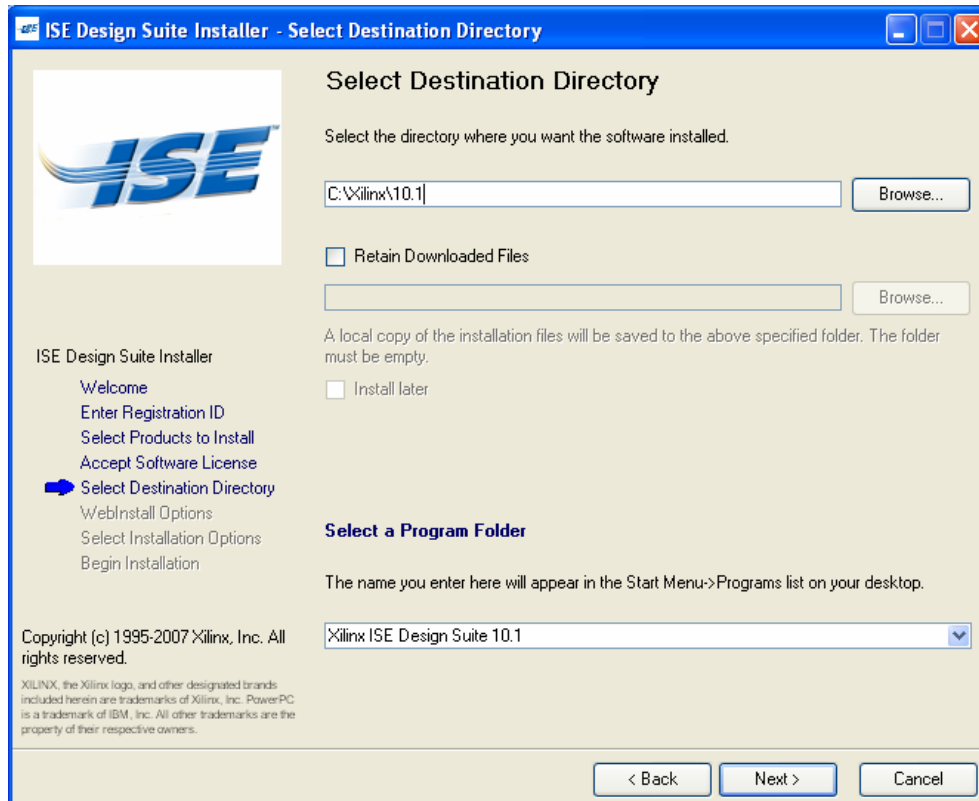 ISE Design Suite Installer - Select Destination Directory
ISE
Select Destination Directory
Select the directory where you want the software installed.
C:\Xilinx\10.1
Browse...
Retain Downloaded Files
Browse...
A local copy of the installation files will be saved to the above specified folder. The folder
must be empty.
Install later
ISE Design Suite Installer
Welcome
Enter Registration ID
Select Products to Install
Accept Software License
Select Destination Directory
WebInstall Options
Select Installation Options
Begin Installation
Select a Program Folder
The name you enter here will appear in the Start Menu->Programs list on your desktop.
Xilinx ISE Design Suite 10.1
Copyright (c) 1995-2007 Xilinx, Inc. All
rights reserved.
XILINX, the Xilinx logo, and other designated brands
included herein are trademarks of Xilinx, Inc. PowerPC
is a trademark of IBM, Inc. All other trademarks are the
property of their respective owners.
< Back
Next >
Cancel